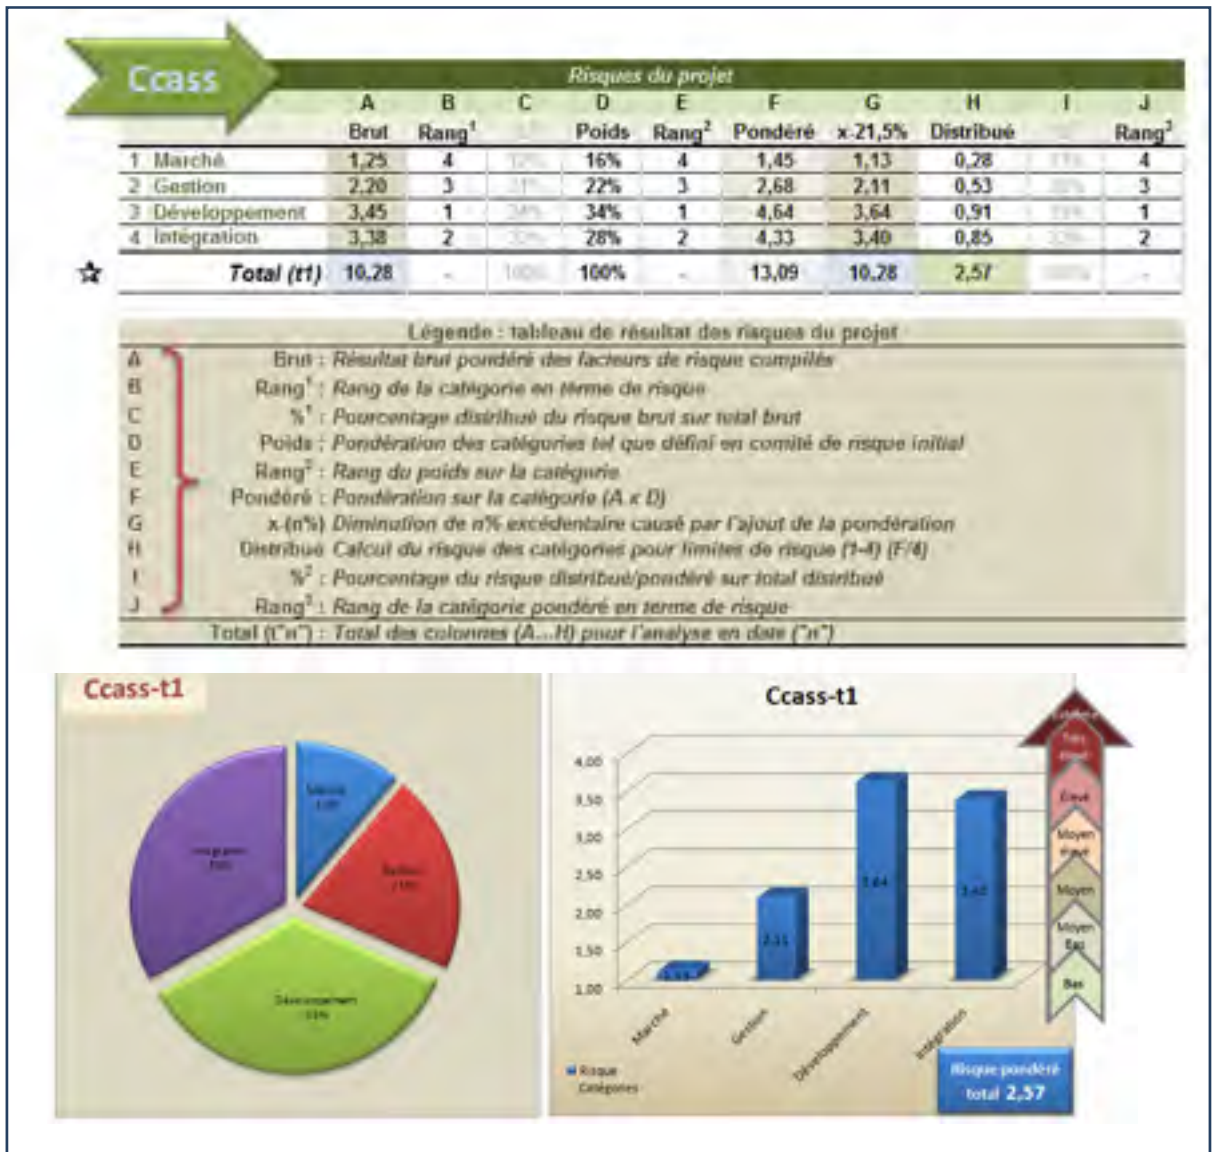 Ccass
Risques du projet
A B C D E F G H I J
Brut Rang¹ Poids Rang² Pondéré x-21,5% Distribué Rang³
1 Marché 1,25 4 16% 4 1,45 1,13 0,28 4
2 Gestion 2,20 3 22% 3 2,68 2,11 0,53 3
3 Développement 3,45 1 34% 1 4,64 3,64 0,91 1
4 Intégration 3,38 2 28% 2 4,33 3,40 0,85 2
Total (t1) 10,28 - 100% 100% - 13,09 10,28 2,57 100% -
Légende : tableau de résultat des risques du projet
A Brut : Résultat brut pondéré des facteurs de risque compilés
B Rang¹ : Rang de la catégorie en terme de risque
C %¹ : Pourcentage distribué du risque brut sur total brut
D Poids : Pondération des catégories tel que défini en comité de risque initial
E Rang² : Rang du poids sur la catégorie
F Pondéré : Pondération sur la catégorie (A x D)
G x-(n%) Diminution de n% excédentaire causé par l'ajout de la pondération
H Distribué Calcul du risque des catégories pour limites de risque (1-4) (F/4)
I %² : Pourcentage du risque distribué/pondéré sur total distribué
J Rang³ : Rang de la catégorie pondéré en terme de risque
Total (t"n") : Total des colonnes (A...H) pour l'analyse en date ("n")
Ccass-t1
Développement
Ccass-t1
4,00
3,50
3,00
2,50
2,00
1,50
1,00
2,11
3,64
3,40
Marché
Gestion
Développement
Intégration
Risque
Catégories
Élevé
Moyen
élevé
Moyen
Moyen
Bas
Bas
Risque pondéré
total 2,57